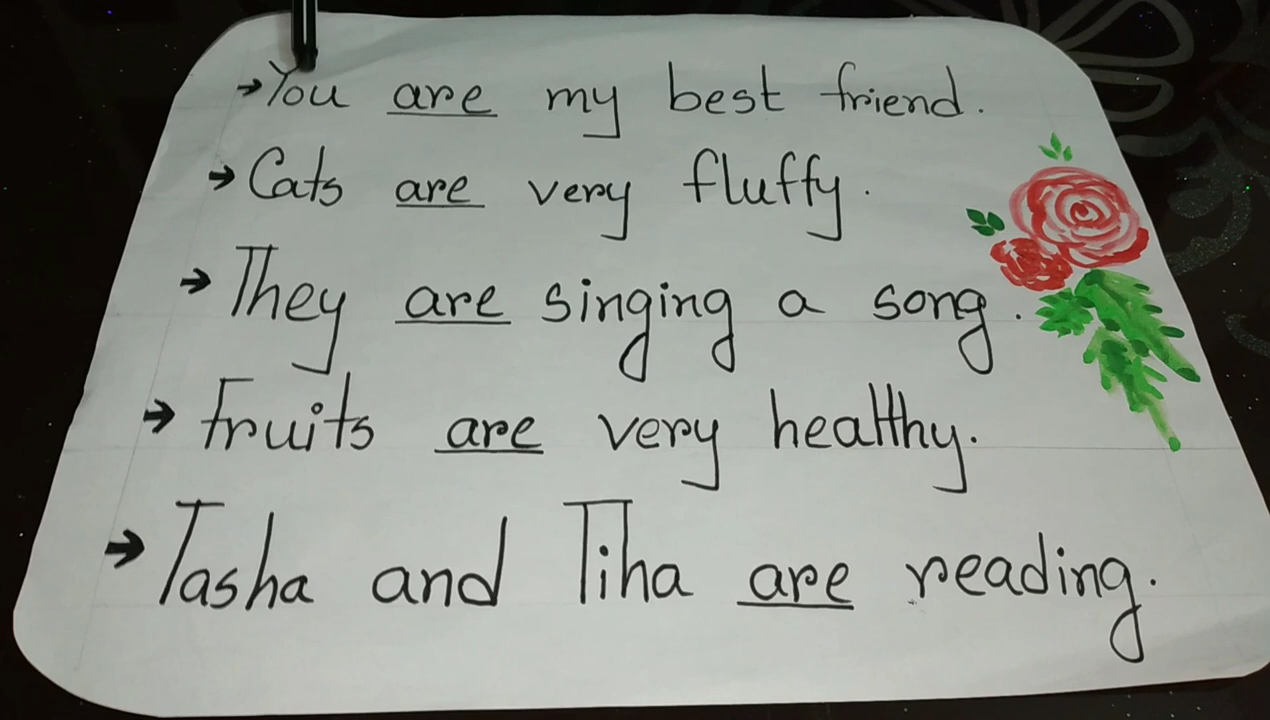 →You are my best friend.
→ Cats are very fluffy.
→ They are singing a song.
→ Fruits are very healthy.
→ Tasha and Tiha are reading.